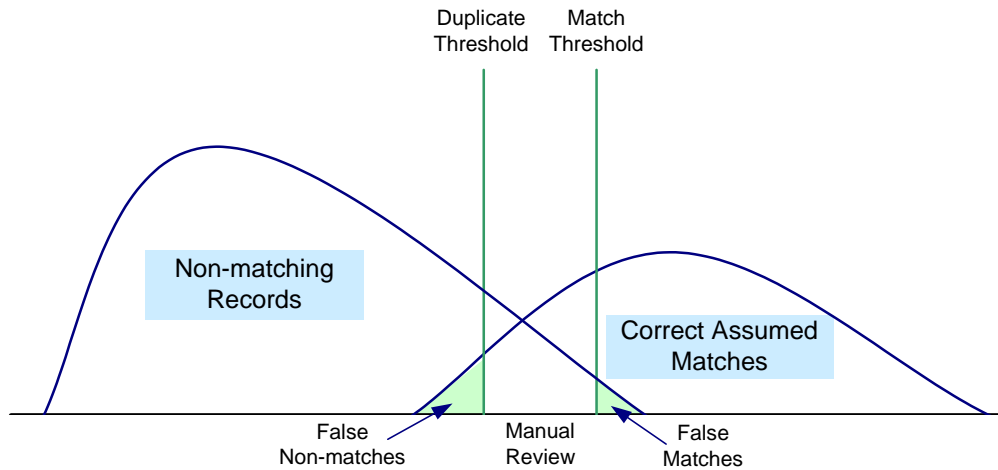 Duplicate
Threshold
Match
Threshold
Non-matching
Records
Correct Assumed
Matches
False
Non-matches
Manual
Review
False
Matches